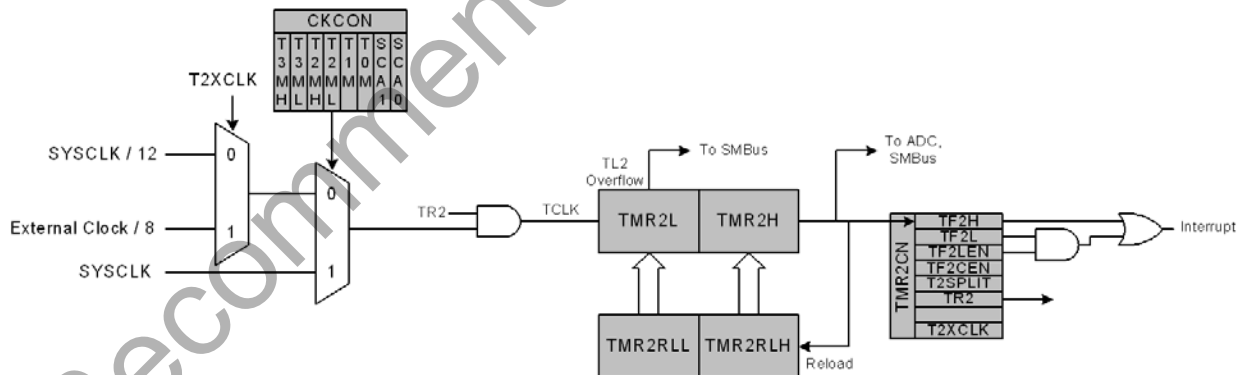 CKCON
T3MH T3ML T2MH T2ML T1M T0M SCA1 SCA0
T2XCLK
SYSCLK / 12
0
External Clock / 8
1
SYSCLK
0
1
TR2
TCLK
TL2
Overflow
To SMBus
TMR2L
TMR2H
To ADC,
SMBus
TMR2RLL
TMR2RLH
Reload
TMR2CN
TF2H
TF2L
TF2LEN
TF2CEN
T2SPLIT
TR2
T2XCLK
Interrupt
Recommen